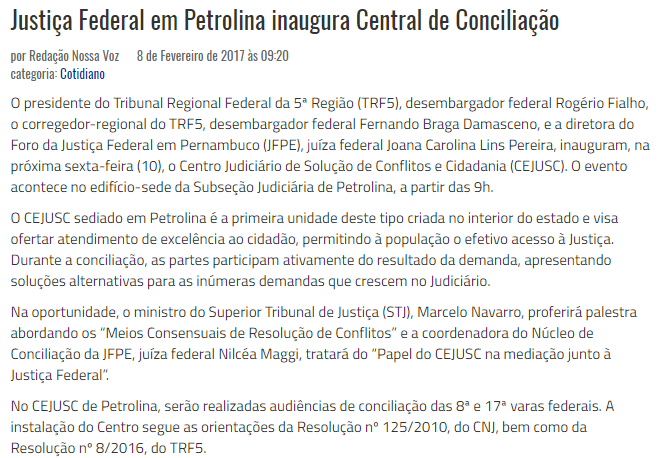 Justiça Federal em Petrolina inaugura Central de Conciliação
por Redação Nossa Voz 8 de Fevereiro de 2017 às 09:20
categoria: Cotidiano
O presidente do Tribunal Regional Federal da 5ª Região (TRF5), desembargador federal Rogério Fialho,
o corregedor-regional do TRF5, desembargador federal Fernando Braga Damasceno, e a diretora do
Foro da Justiça Federal em Pernambuco (JFPE), juíza federal Joana Carolina Lins Pereira, inauguram, na
próxima sexta-feira (10), o Centro Judiciário de Solução de Conflitos e Cidadania (CEJUSC). O evento
acontece no edifício-sede da Subseção Judiciária de Petrolina, a partir das 9h.
O CEJUSC sediado em Petrolina é a primeira unidade deste tipo criada no interior do estado e visa
ofertar atendimento de excelência ao cidadão, permitindo à população o efetivo acesso à Justiça.
Durante a conciliação, as partes participam ativamente do resultado da demanda, apresentando
soluções alternativas para as inúmeras demandas que crescem no Judiciário.
Na oportunidade, o ministro do Superior Tribunal de Justiça (STJ), Marcelo Navarro, proferirá palestra
abordando os “Meios Consensuais de Resolução de Conflitos” e a coordenadora do Núcleo de
Conciliação da JFPE, juíza federal Nilcéa Maggi, tratará do “Papel do CEJUSC na mediação junto à
Justiça Federal”.
No CEJUSC de Petrolina, serão realizadas audiências de conciliação das 8ª e 17ª varas federais. A
instalação do Centro segue as orientações da Resolução nº 125/2010, do CNJ, bem como da
Resolução nº 8/2016, do TRF5.